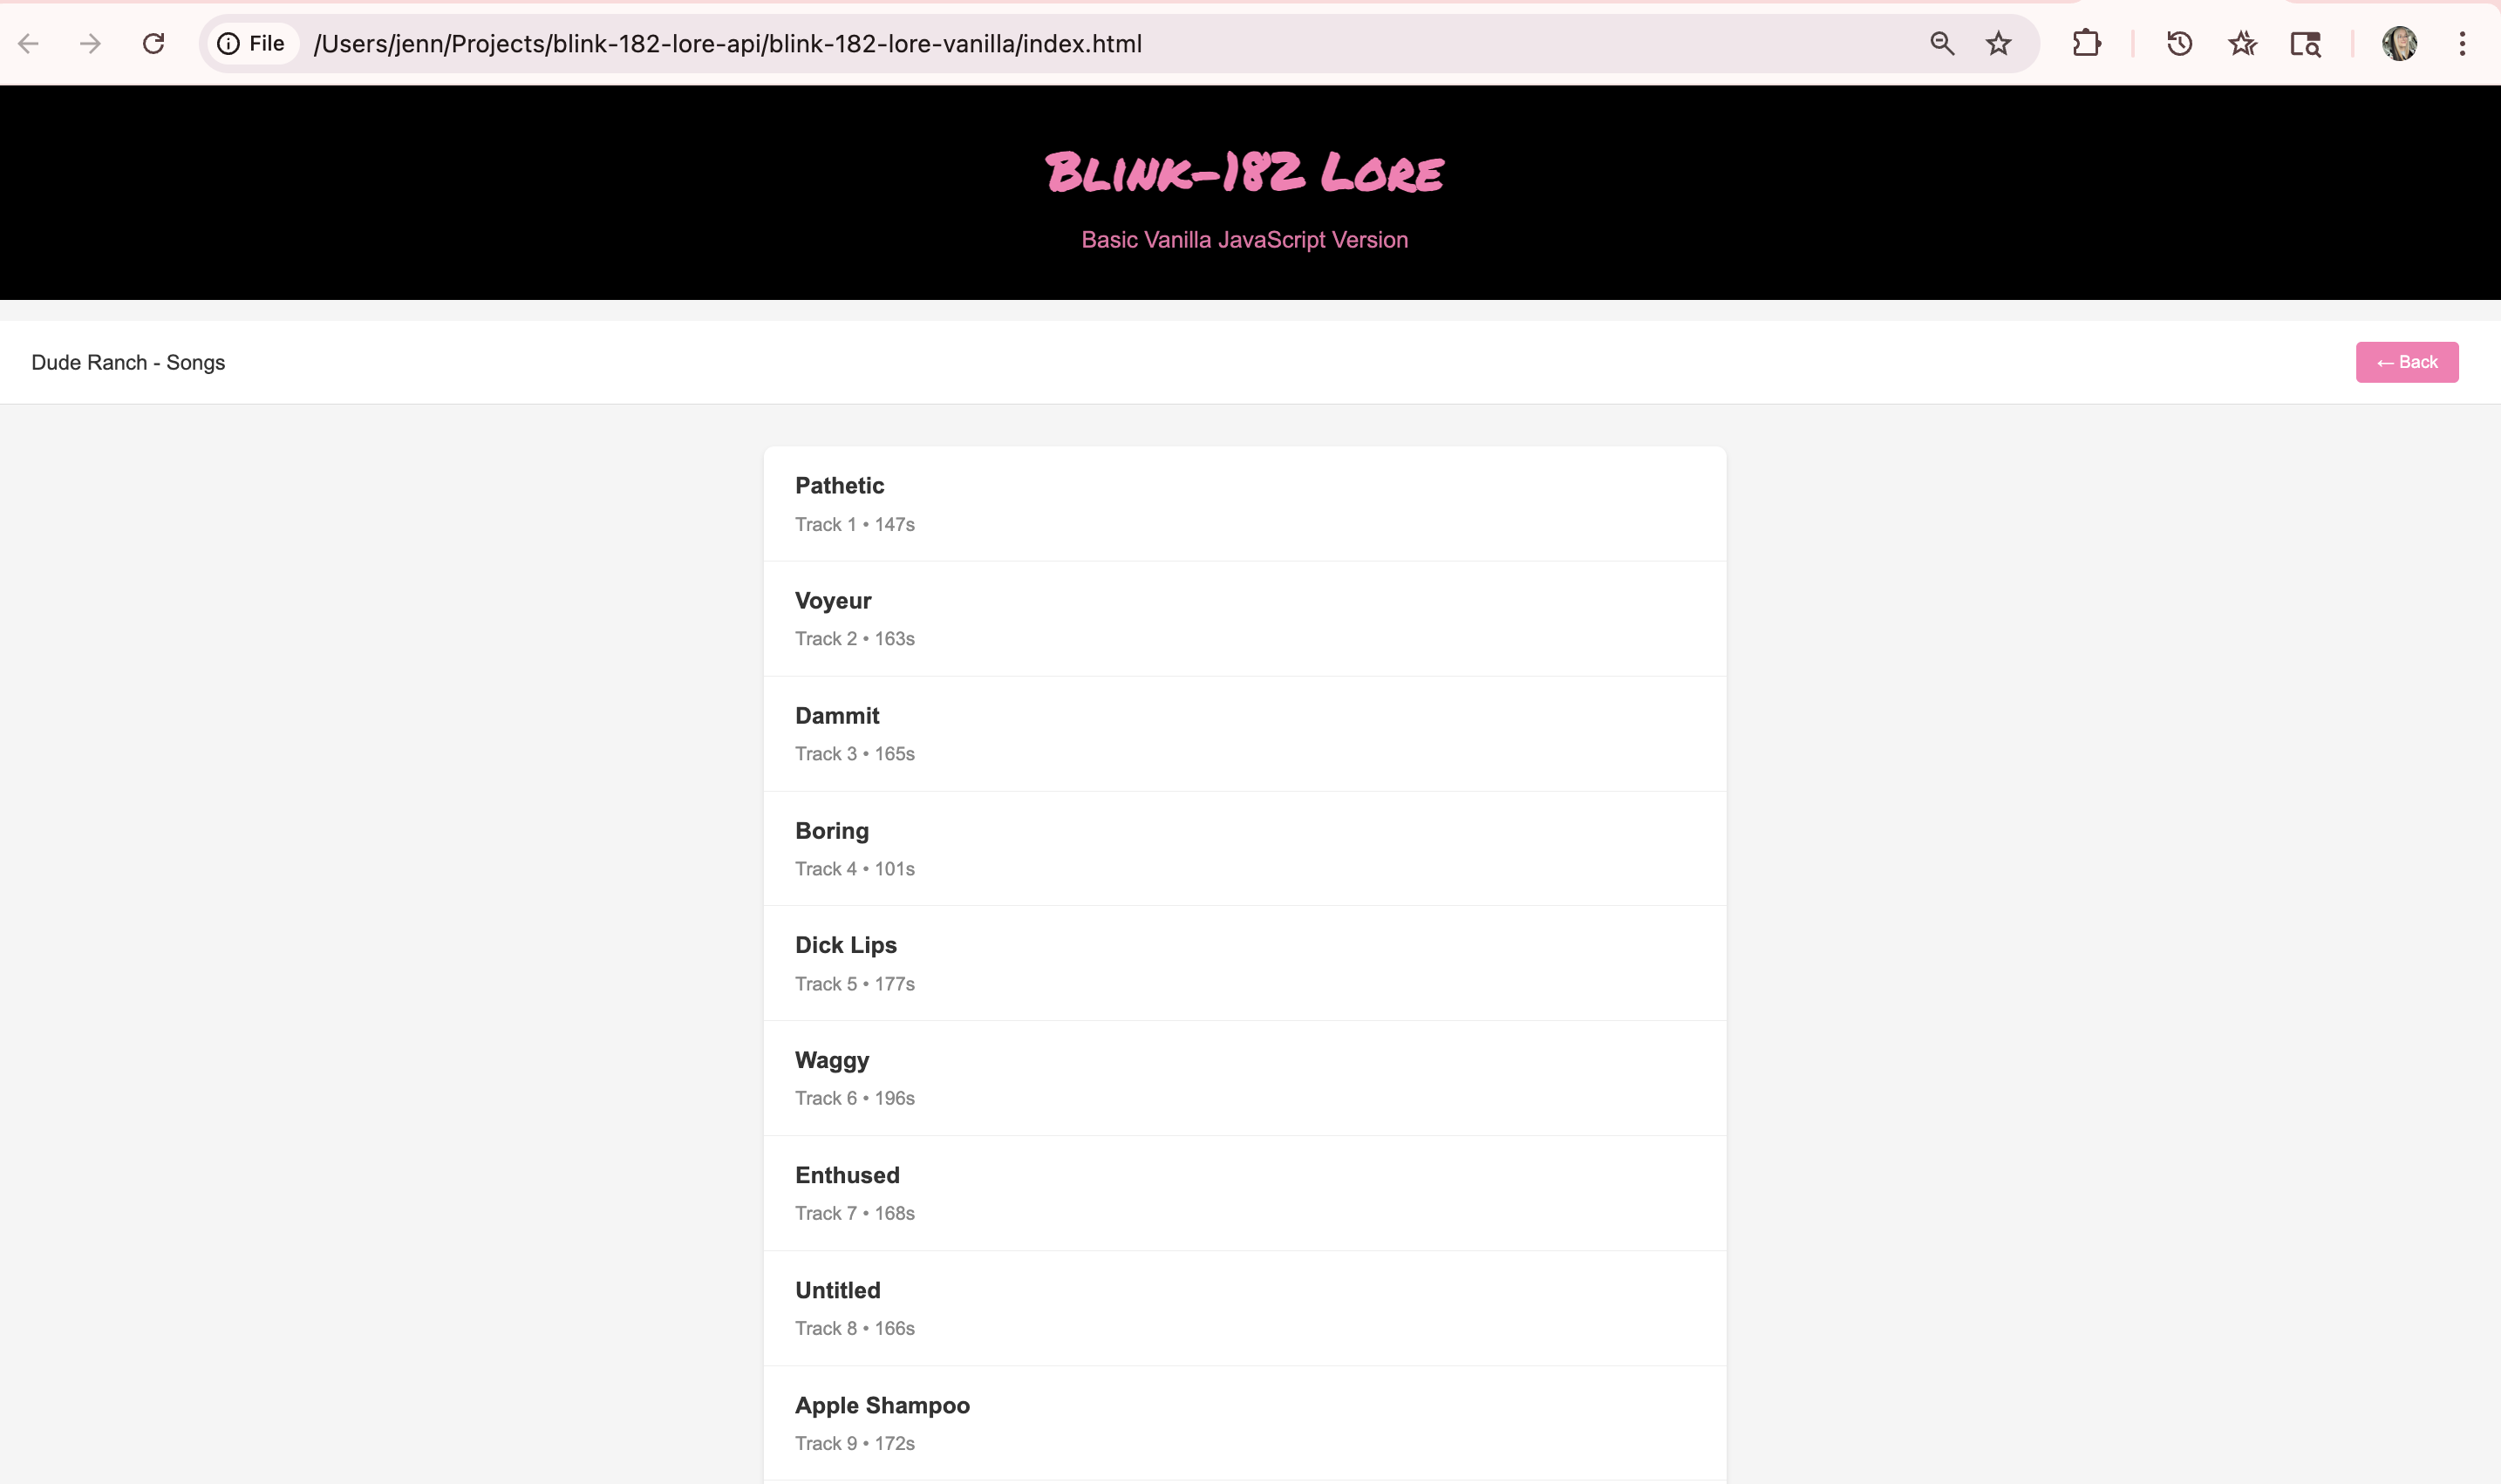 File /Users/jenn/Projects/blink-182-lore-api/blink-182-lore-vanilla/index.html
Blink-182 Lore
Basic Vanilla JavaScript Version
Dude Ranch - Songs
← Back
Pathetic
Track 1 • 147s
Voyeur
Track 2 • 163s
Dammit
Track 3 • 165s
Boring
Track 4 • 101s
Dick Lips
Track 5 • 177s
Waggy
Track 6 • 196s
Enthused
Track 7 • 168s
Untitled
Track 8 • 166s
Apple Shampoo
Track 9 • 172s